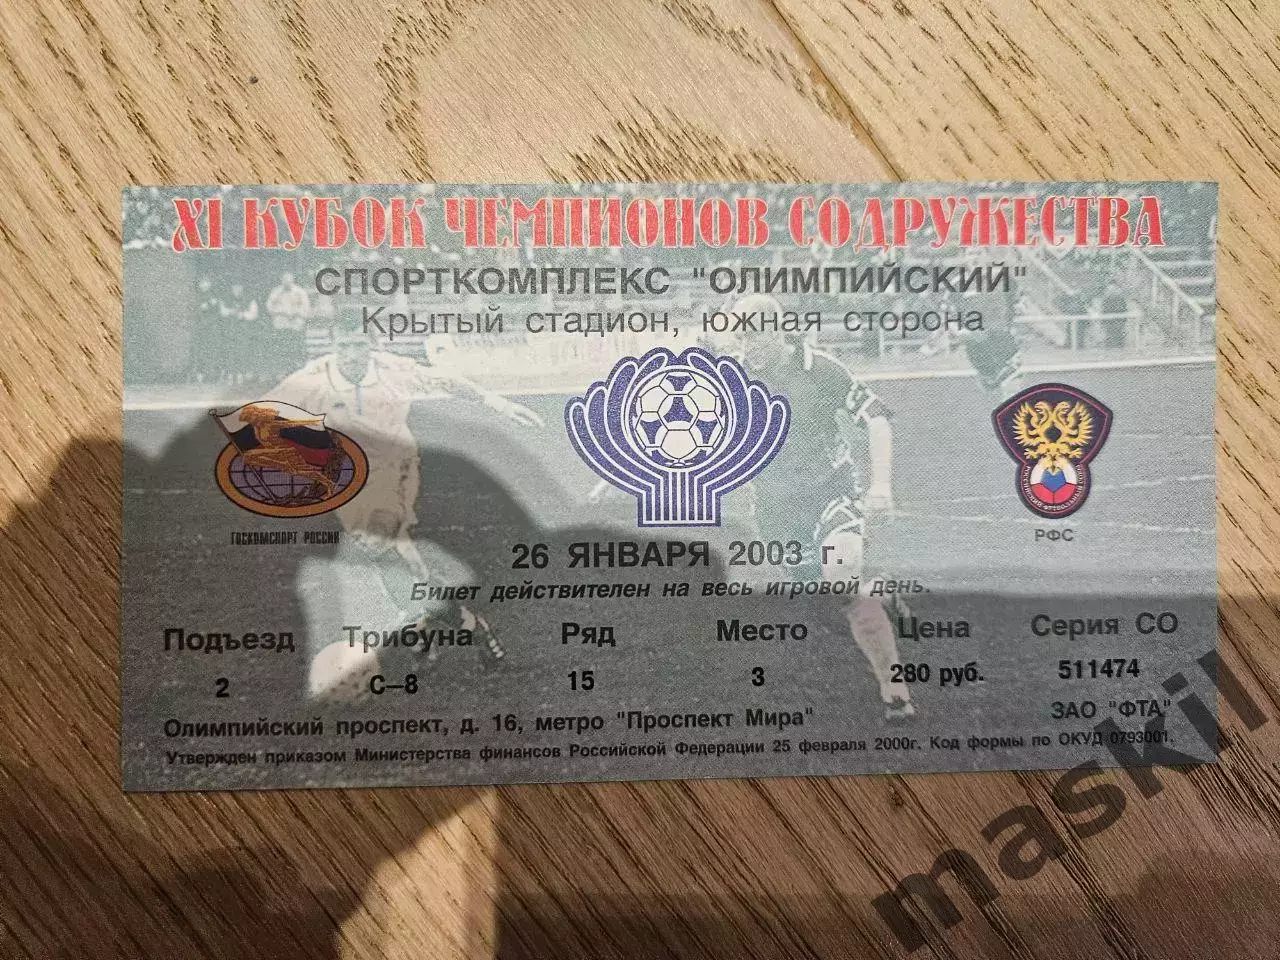 XI КУБОК ЧЕМПИОНОВ СОДРУЖЕСТВА
СПОРТКОМПЛЕКС "ОЛИМПИЙСКИЙ"
Крытый стадион, южная сторона
ГОСКОМСПОРТ РОССИИ
РОССИЙСКИЙ ФУТБОЛЬНЫЙ СОЮЗ
РФС
26 ЯНВАРЯ 2003 г.
Билет действителен на весь игровой день.
Подъезд Трибуна Ряд Место Цена Серия СО
2 С–8 15 3 280 руб. 511474
Олимпийский проспект, д. 16, метро "Проспект Мира" ЗАО "ФТА"
Утвержден приказом Министерства финансов Российской Федерации 25 февраля 2000г. Код формы по ОКУД 0793001.
maskil